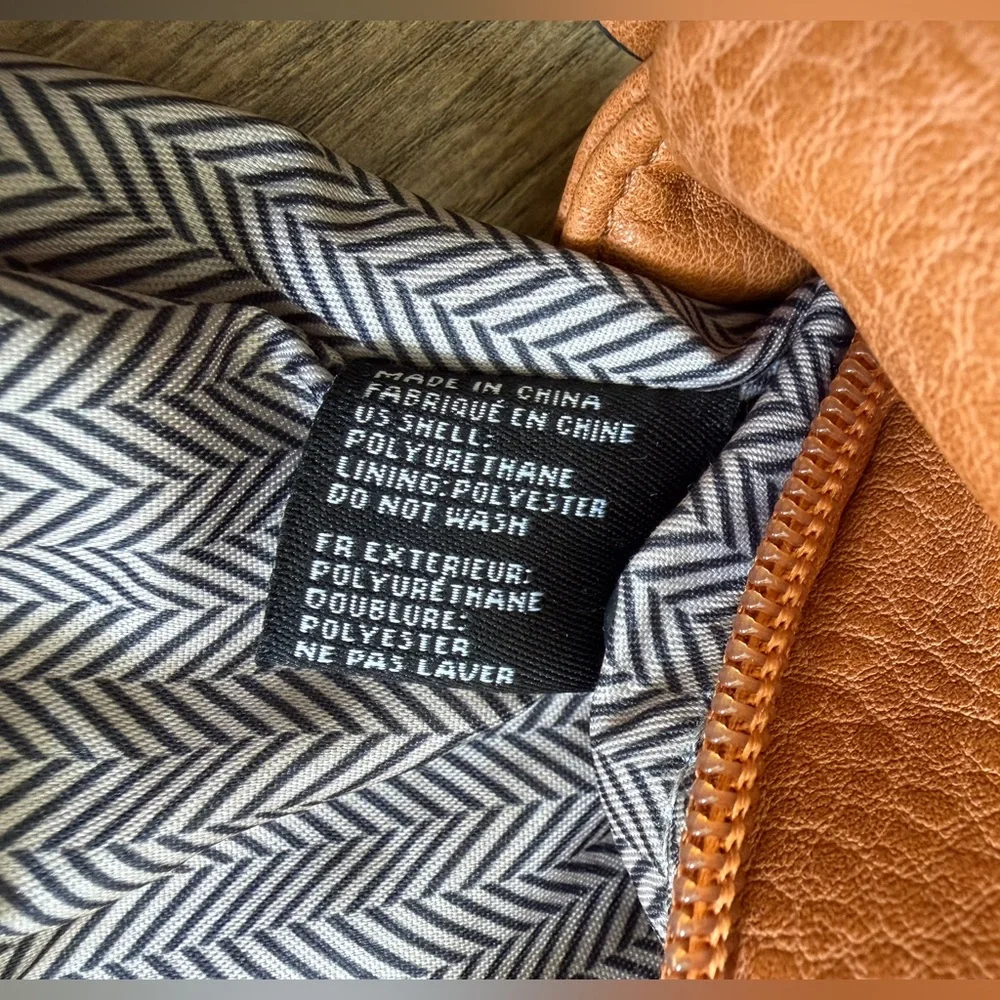 MADE IN CHINA
FABRIQUÉ EN CHINE
US SHELL:
POLYURETHANE
LINING: POLYESTER
DO NOT WASH
FR EXTERIEUR:
POLYURÉTHANE
DOUBLURE:
POLYESTER
NE PAS LAVER